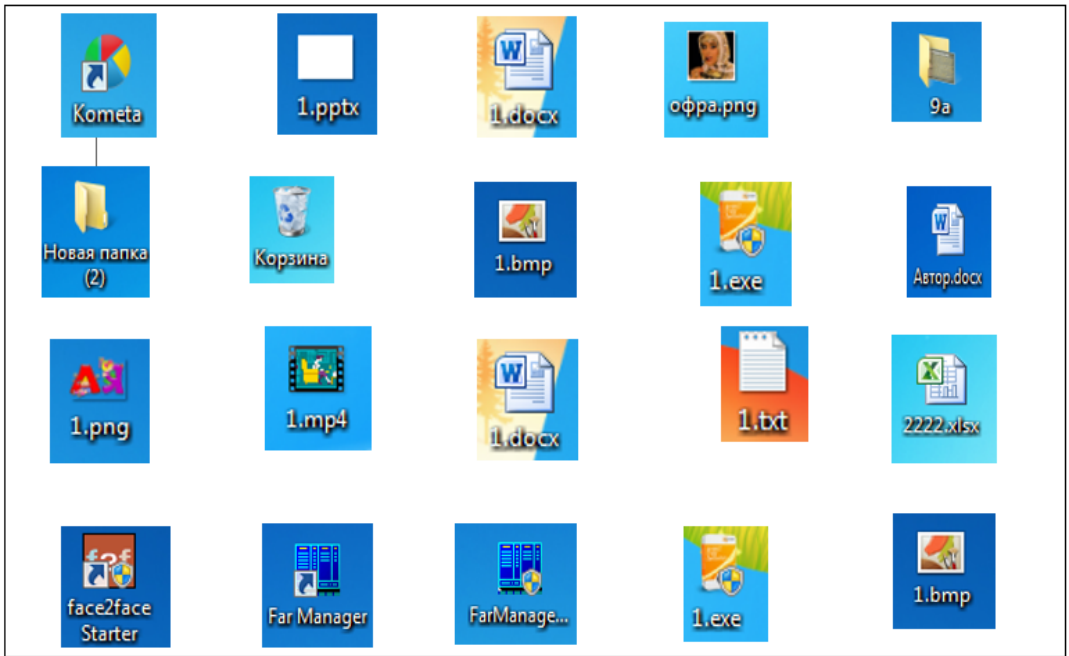 Kometa
1.pptx
1.docx
офра.png
9а
Новая папка
(2)
Корзина
1.bmp
1.exe
Автор.docx
1.png
1.mp4
1.docx
1.txt
2222.xlsx
face2face
Starter
Far Manager
FarManage...
1.exe
1.bmp